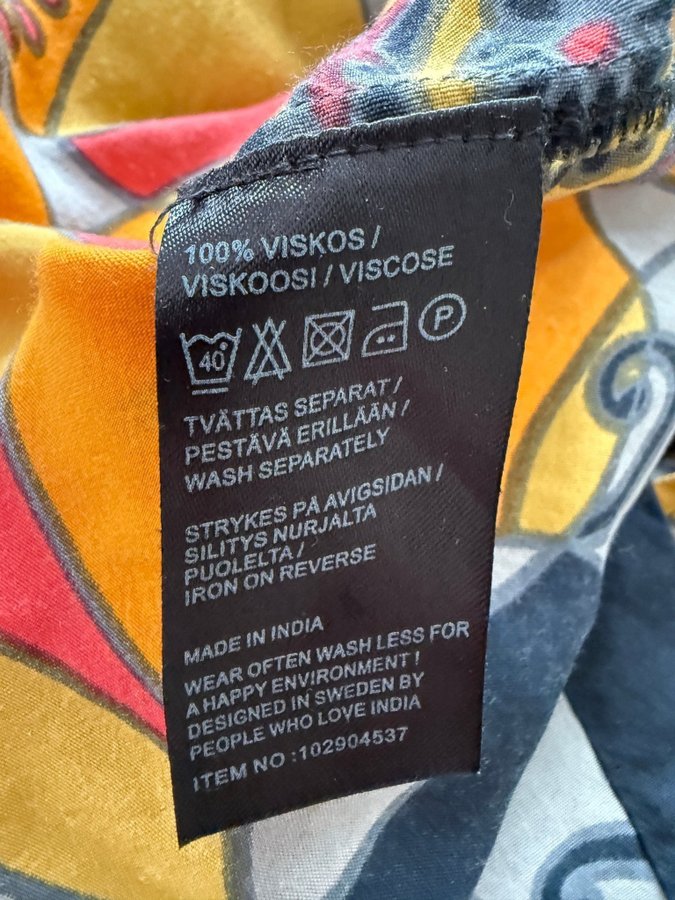 100% VISKOS /
VISKOOSI / VISCOSE
40° P
TVÄTTAS SEPARAT /
PESTÄVÄ ERILLÄÄN /
WASH SEPARATELY
STRYKES PÅ AVIGSIDAN /
SILITYS NURJALTA
PUOLELTA /
IRON ON REVERSE
MADE IN INDIA
WEAR OFTEN WASH LESS FOR
A HAPPY ENVIRONMENT !
DESIGNED IN SWEDEN BY
PEOPLE WHO LOVE INDIA
ITEM NO :102904537